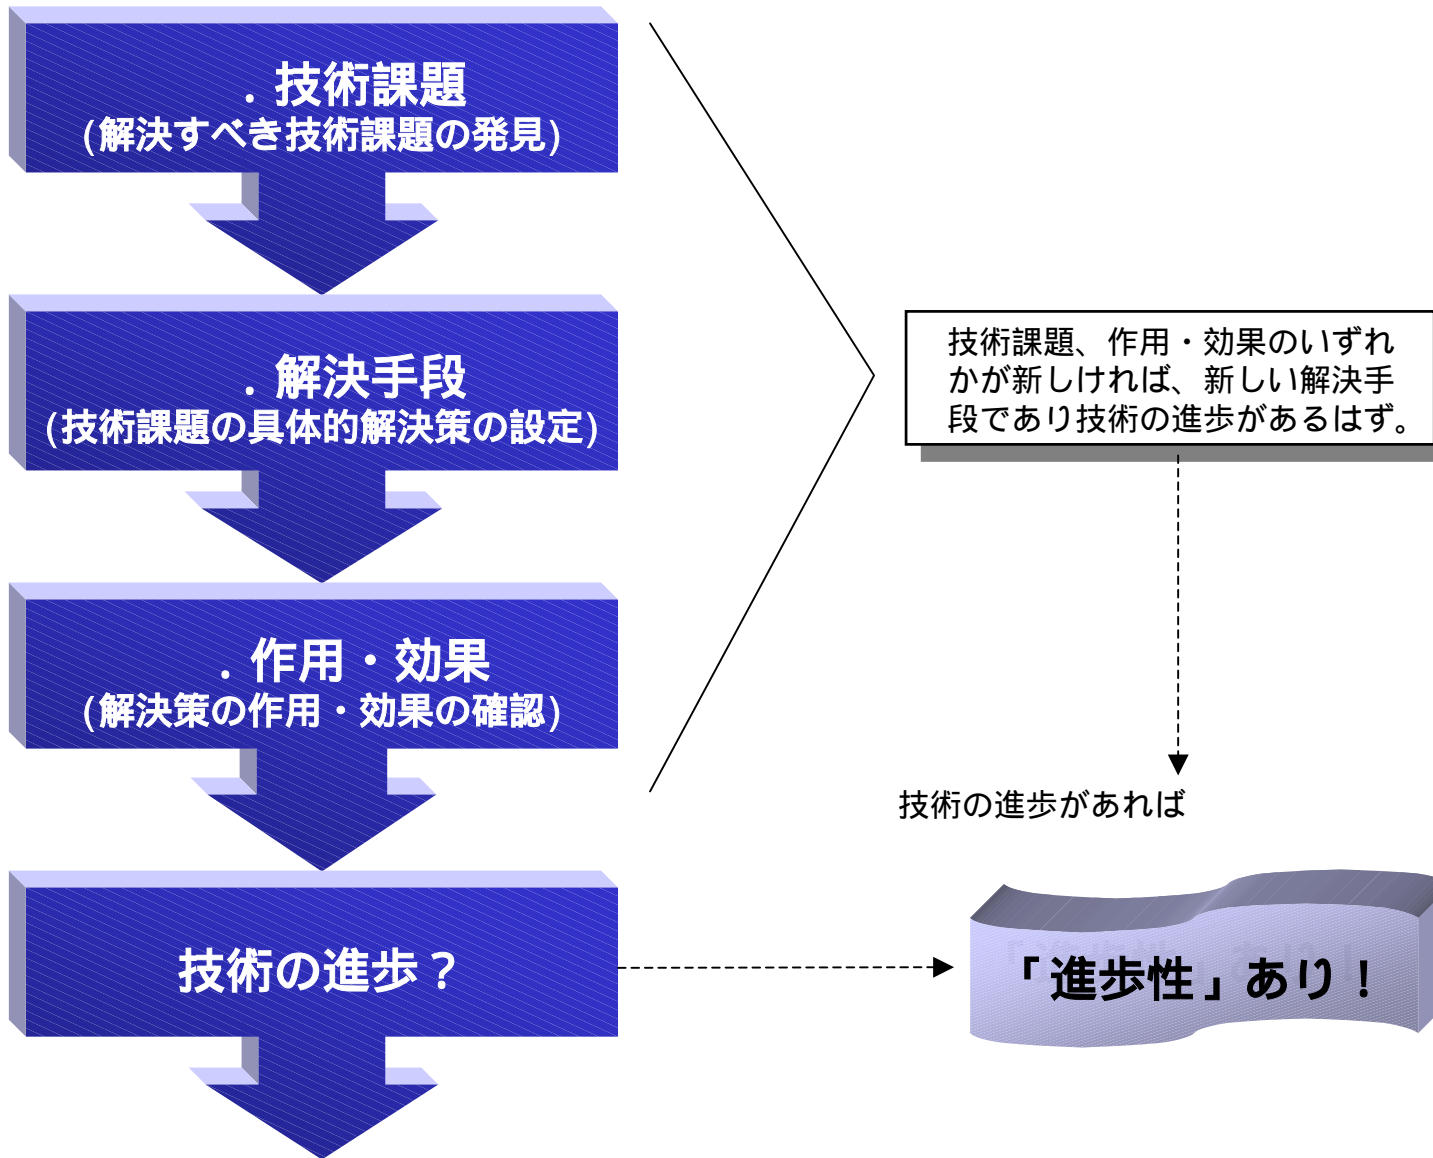 . 技術課題
(解決すべき技術課題の発見)
. 解決手段
(技術課題の具体的解決策の設定)
. 作用・効果
(解決策の作用・効果の確認)
技術の進歩？
技術課題、作用・効果のいずれ
かが新しければ、新しい解決手
段であり技術の進歩があるはず。
技術の進歩があれば
「進歩性」あり！